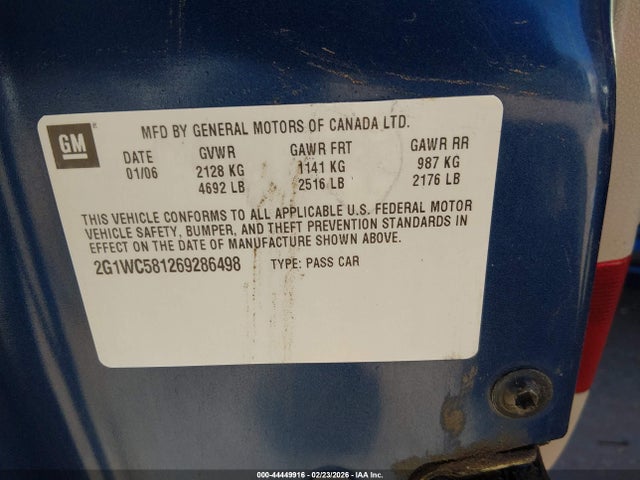 GM
MFD BY GENERAL MOTORS OF CANADA LTD.
DATE GVWR GAWR FRT GAWR RR
01/06 2128 KG 1141 KG 987 KG
4692 LB 2516 LB 2176 LB
THIS VEHICLE CONFORMS TO ALL APPLICABLE U.S. FEDERAL MOTOR
VEHICLE SAFETY, BUMPER, AND THEFT PREVENTION STANDARDS IN
EFFECT ON THE DATE OF MANUFACTURE SHOWN ABOVE.
2G1WC581269286498 TYPE: PASS CAR
000-44449916 - 02/23/2026 - IAA Inc.